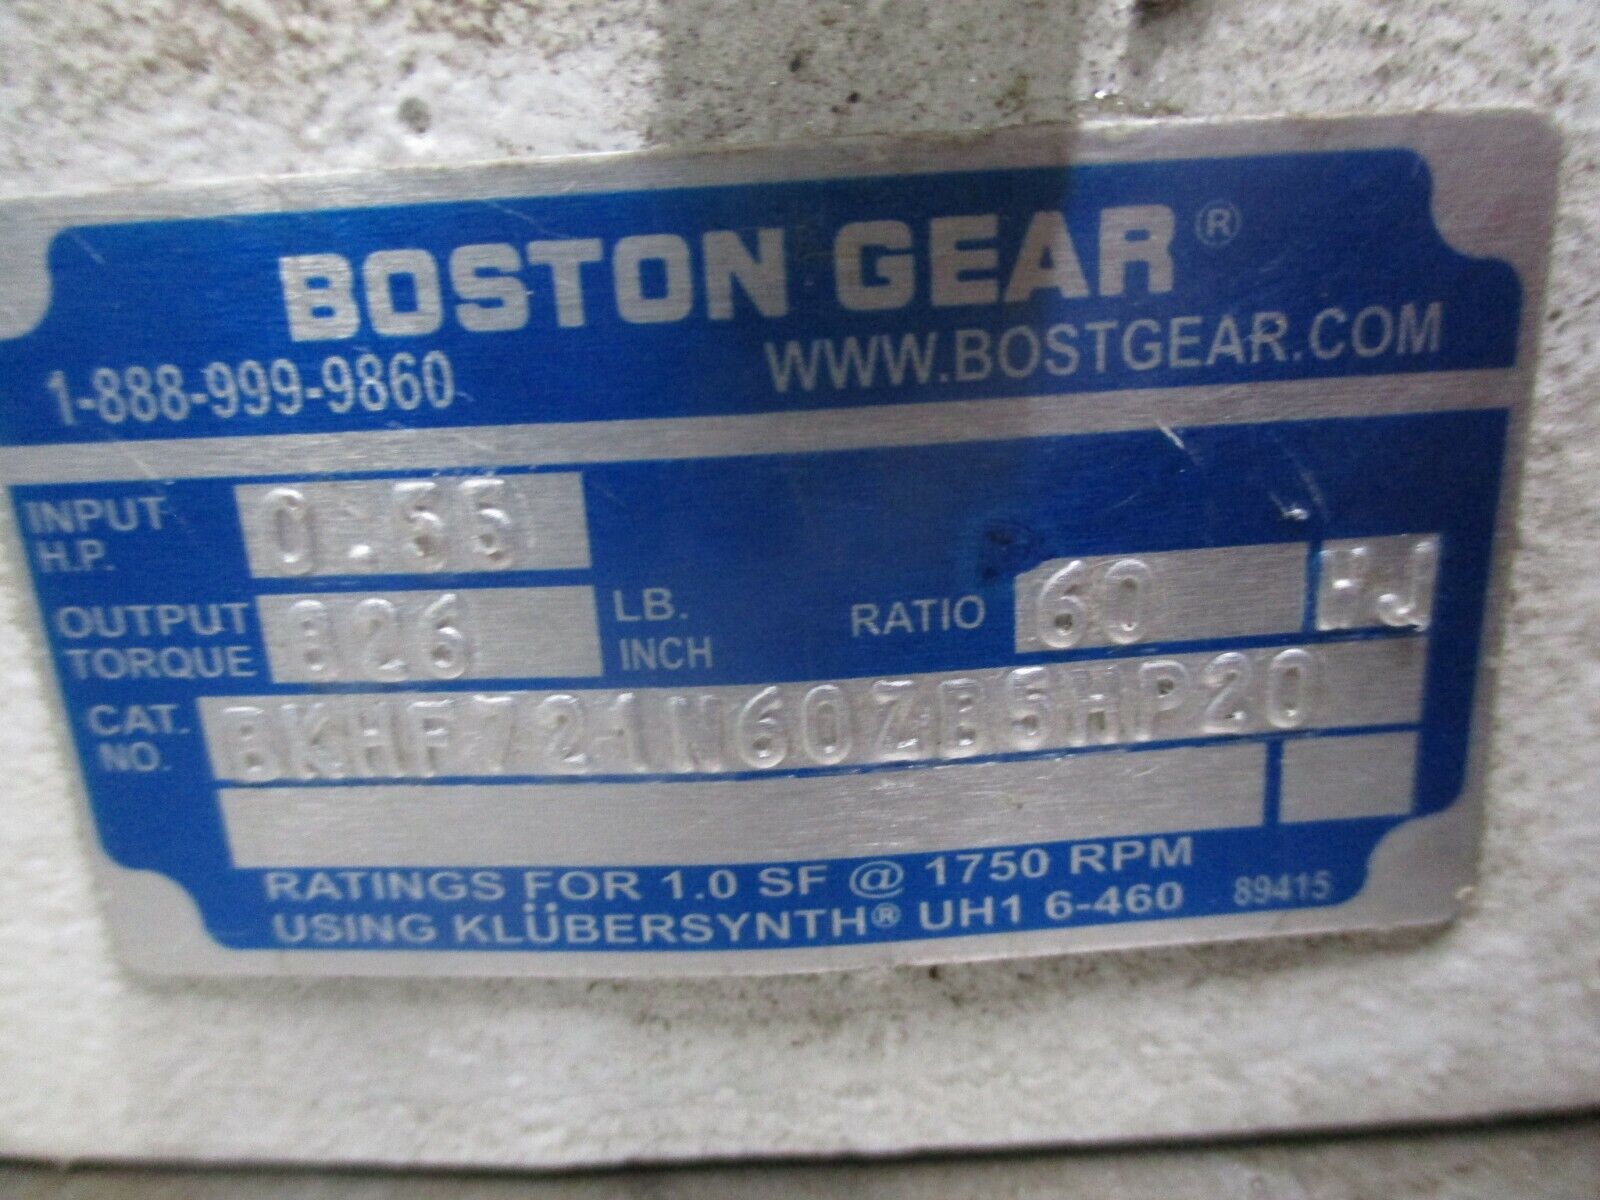 BOSTON GEAR®
1-888-999-9860 WWW.BOSTGEAR.COM
INPUT H.P. 0.55
OUTPUT TORQUE 826 LB. INCH RATIO 60 HJ
CAT. NO. BKHF721N60ZB5HP20
RATINGS FOR 1.0 SF @ 1750 RPM
USING KLÜBERSYNTH® UH1 6-460 89415